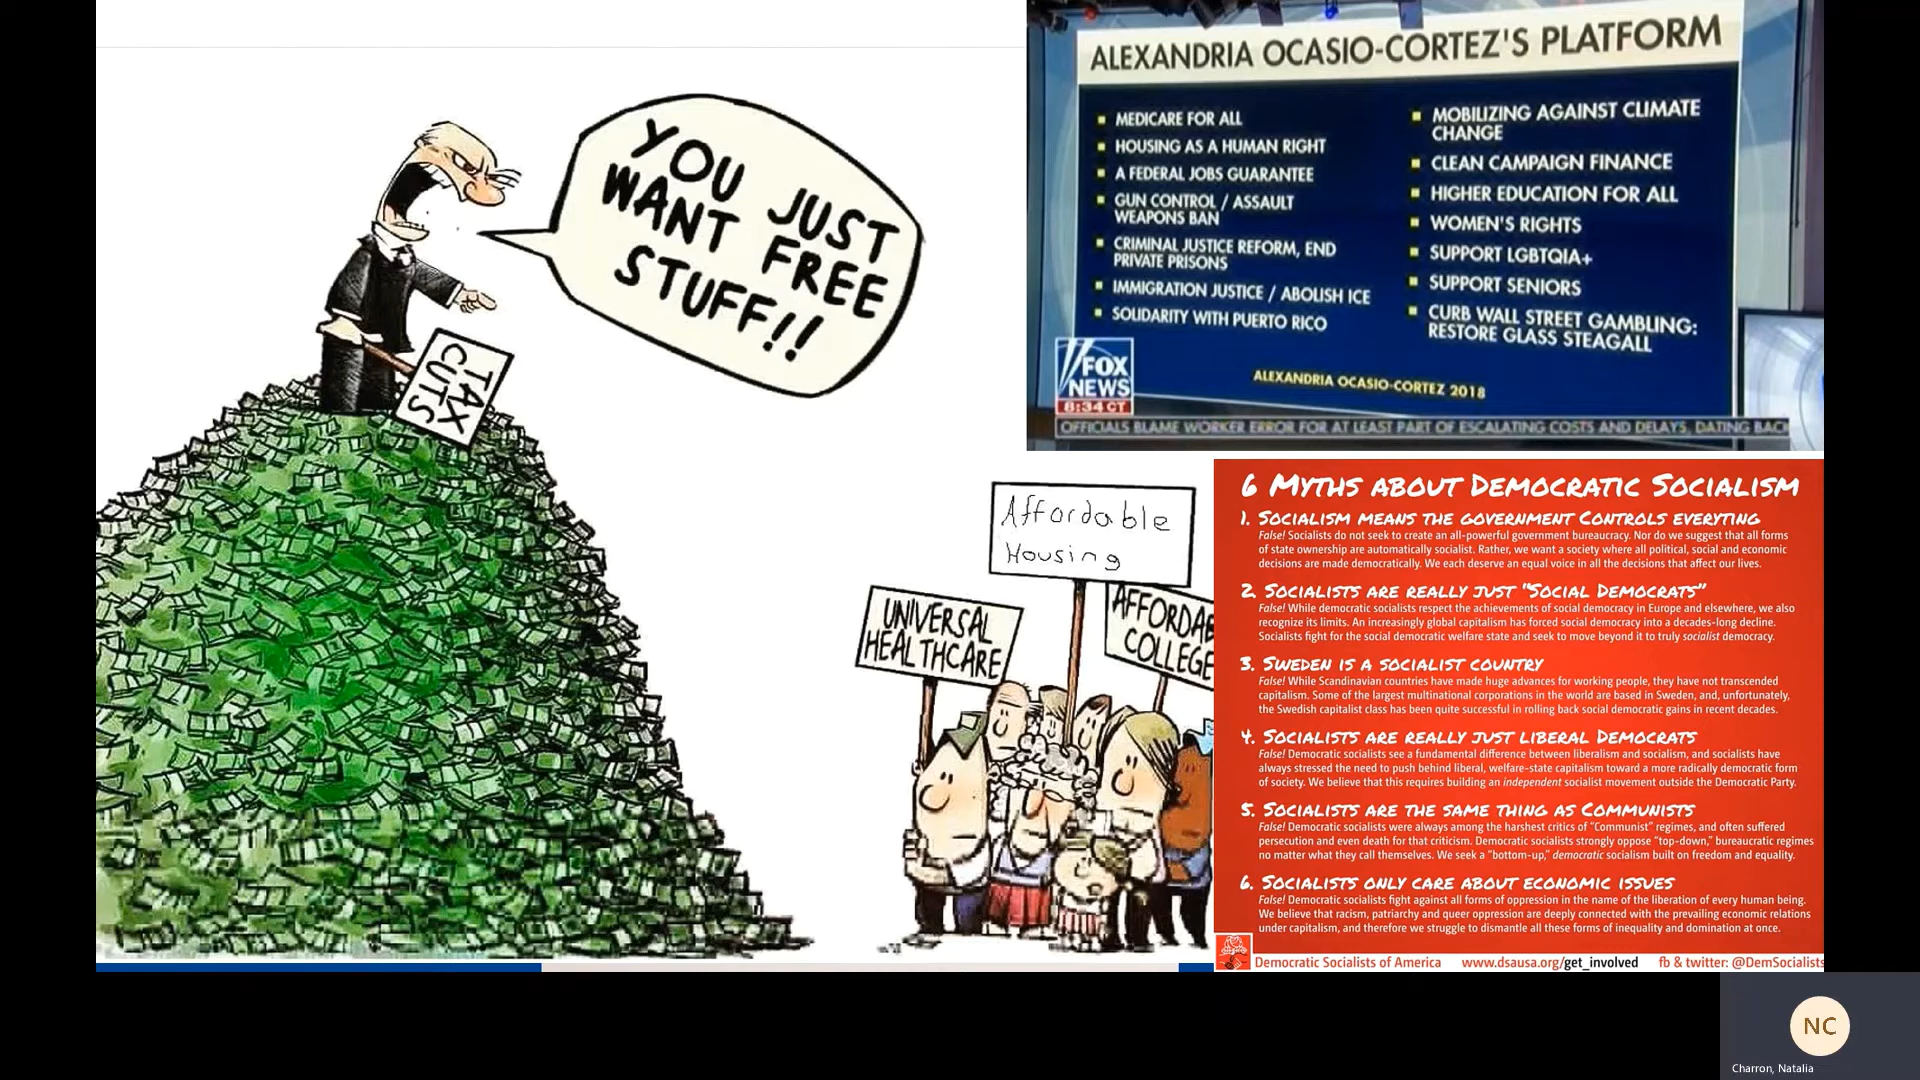 YOU JUST
WANT FREE
STUFF!!
TAX
CUTS
UNIVERSAL
HEALTHCARE
Affordable
Housing
COLLEGE
ALEXANDRIA OCASIO-CORTEZ'S PLATFORM
MEDICARE FOR ALL
HOUSING AS A HUMAN RIGHT
A FEDERAL JOBS GUARANTEE
GUN CONTROL / ASSAULT
WEAPONS BAN
CRIMINAL JUSTICE REFORM, END
PRIVATE PRISONS
IMMIGRATION JUSTICE / ABOLISH ICE
SOLIDARITY WITH PUERTO RICO
MOBILIZING AGAINST CLIMATE
CHANGE
CLEAN CAMPAIGN FINANCE
HIGHER EDUCATION FOR ALL
WOMEN'S RIGHTS
SUPPORT LGBTQIA+
SUPPORT SENIORS
CURB WALL STREET GAMBLING:
RESTORE GLASS STEAGALL
ALEXANDRIA OCASIO-CORTEZ 2018
FOX
NEWS
8:34 CT
OFFICIALS BLAME WORKER ERROR FOR AT LEAST PART OF ESCALATING COSTS AND DELAYS, DATING BACK
6 MYTHS ABOUT DEMOCRATIC SOCIALISM
1. SOCIALISM MEANS THE GOVERNMENT CONTROLS EVERYTING
False! Socialists do not seek to create an all-powerful government bureaucracy. Nor do we suggest that all forms
of state ownership are automatically socialist. Rather, we want a society where all political, social and economic
decisions are made democratically. We each deserve an equal voice in all the decisions that affect our lives.
2. SOCIALISTS ARE REALLY JUST "SOCIAL DEMOCRATS"
False! While democratic socialists respect the achievements of social democracy in Europe and elsewhere, we also
recognize its limits. An increasingly global capitalism has forced social democracy into a decades-long decline.
Socialists fight for the social democratic welfare state and seek to move beyond it to truly socialist democracy.
3. SWEDEN IS A SOCIALIST COUNTRY
False! While Scandinavian countries have made huge advances for working people, they have not transcended
capitalism. Some of the largest multinational corporations in the world are based in Sweden, and, unfortunately,
the Swedish capitalist class has been quite successful in rolling back social democratic gains in recent decades.
4. SOCIALISTS ARE REALLY JUST LIBERAL DEMOCRATS
False! Democratic socialists see a fundamental difference between liberalism and socialism, and socialists have
always stressed the need to push behind liberal, welfare-state capitalism toward a more radically democratic form
of society. We believe that this requires building an independent socialist movement outside the Democratic Party.
5. SOCIALISTS ARE THE SAME THING AS COMMUNISTS
False! Democratic socialists were always among the harshest critics of "Communist" regimes, and often suffered
persecution and even death for that criticism. Democratic socialists strongly oppose "top-down," bureaucratic regimes
no matter what they call themselves. We seek a "bottom-up," democratic socialism built on freedom and equality.
6. SOCIALISTS ONLY CARE ABOUT ECONOMIC ISSUES
False! Democratic socialists fight against all forms of oppression in the name of the liberation of every human being.
We believe that racism, patriarchy and queer oppression are deeply connected with the prevailing economic relations
under capitalism, and therefore we struggle to dismantle all these forms of inequality and domination at once.
Democratic Socialists of America www.dsausa.org/get_involved fb & twitter: @DemSocialists
NC
Charron, Natalia